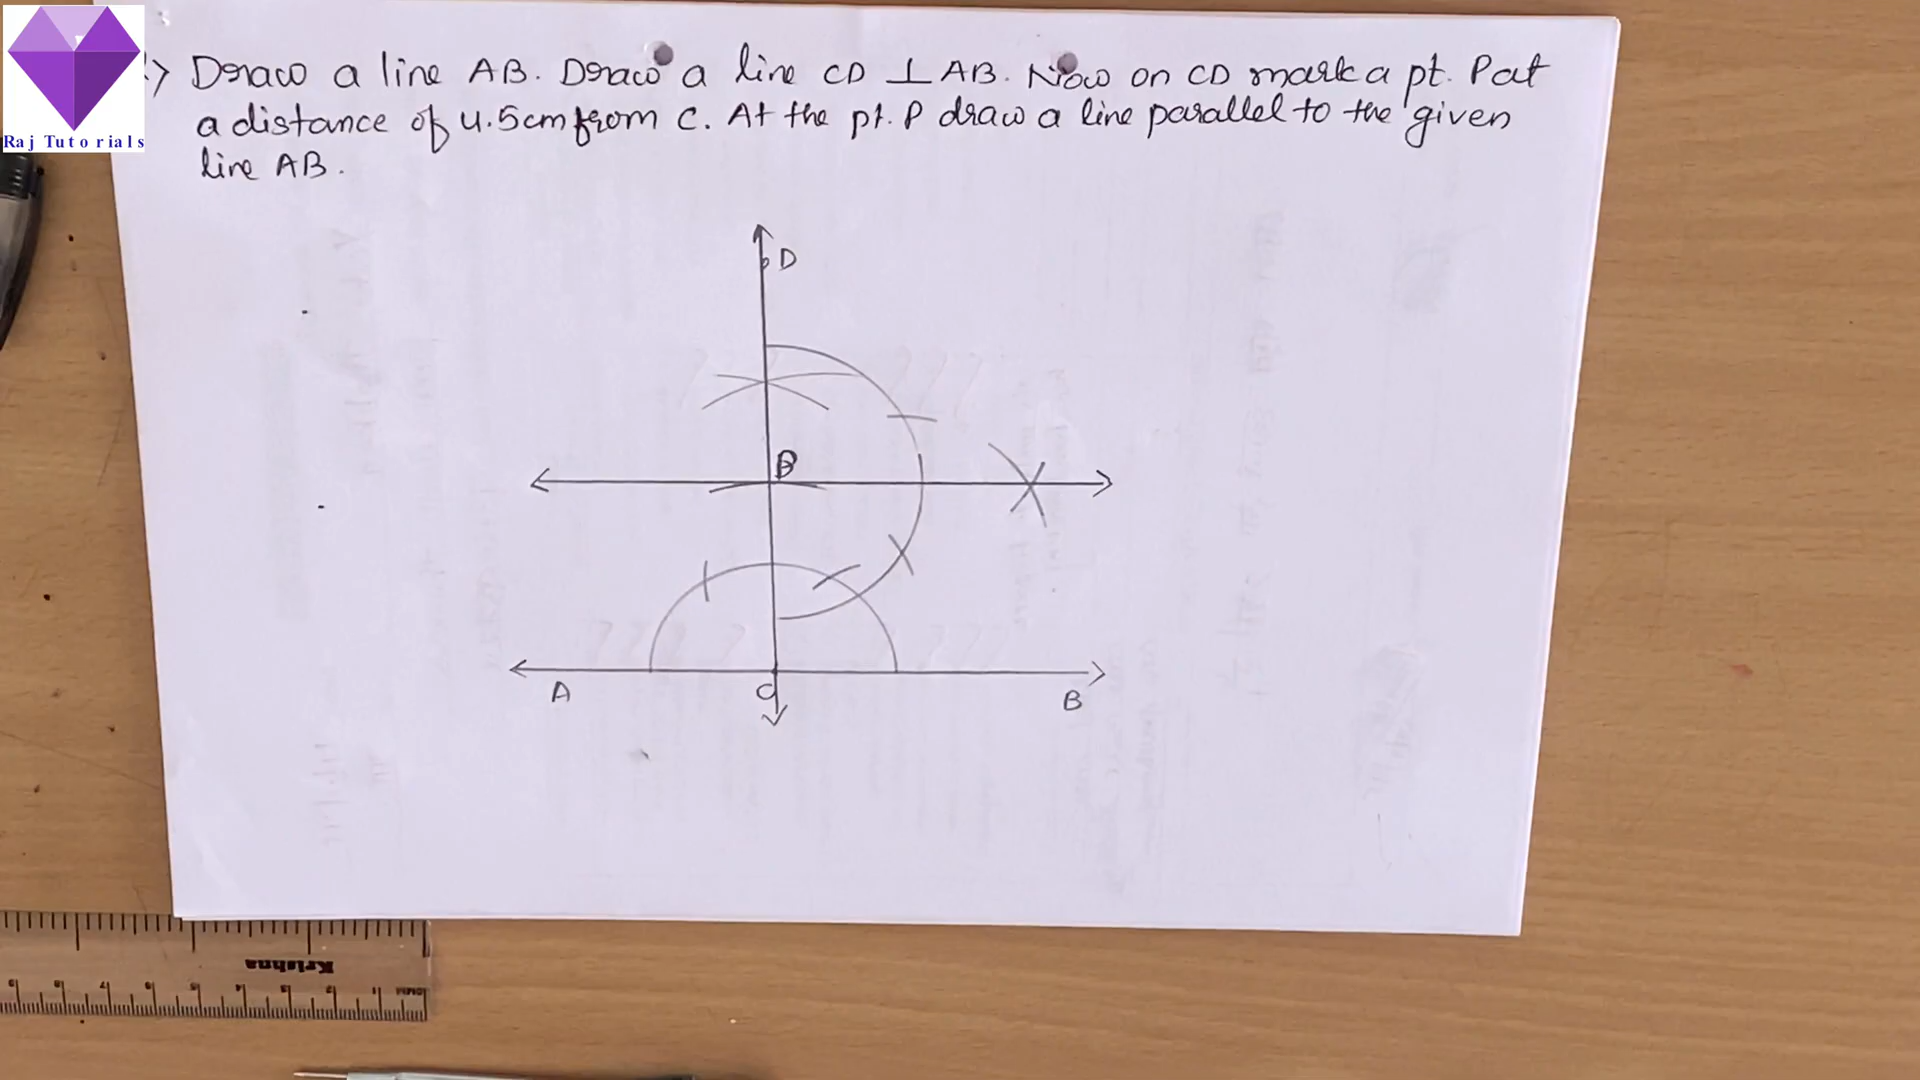 Raj Tutorials
Draw a line AB. Draw a line CD ⊥ AB. Now on CD mark a pt. P at
a distance of 4.5cm from C. At the pt. P draw a line parallel to the given
line AB.
D
P
A C B
Krishna